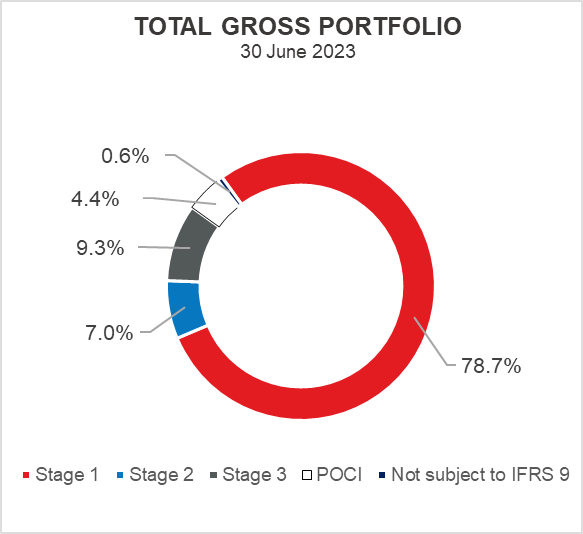 TOTAL GROSS PORTFOLIO
30 June 2023
0.6%
4.4%
9.3%
7.0%
78.7%
Stage 1 Stage 2 Stage 3 POCI Not subject to IFRS 9